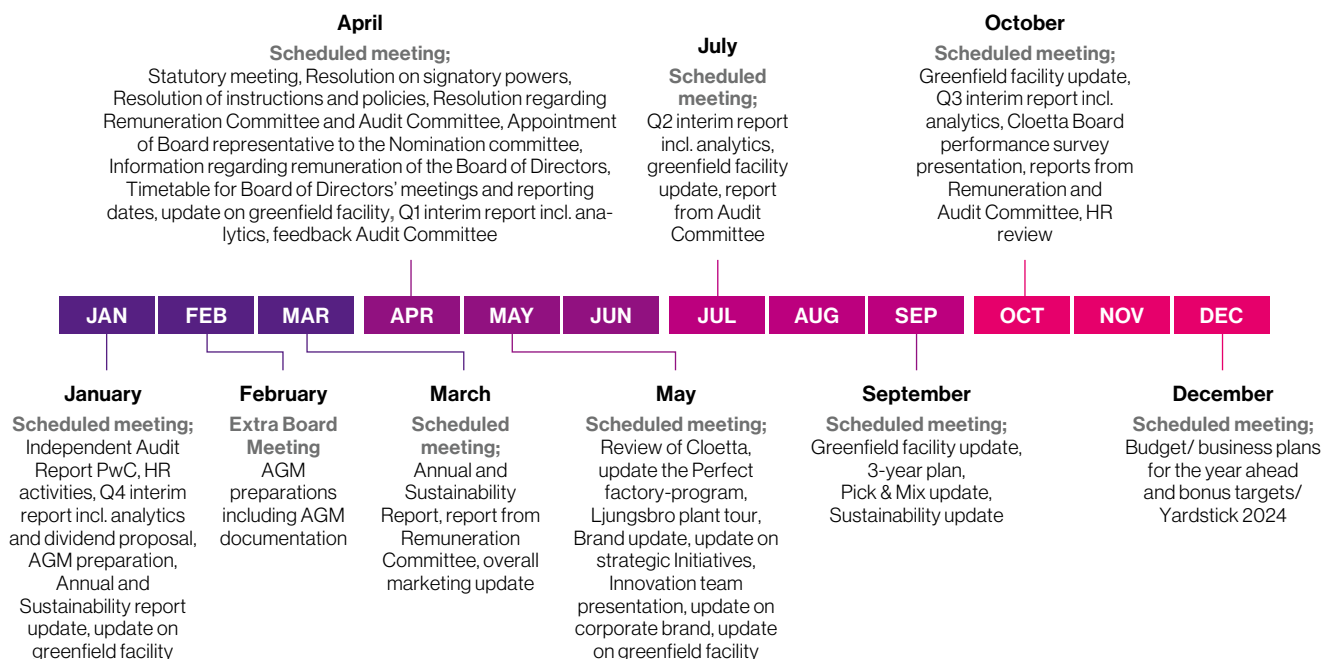 April
Scheduled meeting;
Statutory meeting, Resolution on signatory powers,
Resolution of instructions and policies, Resolution regarding
Remuneration Committee and Audit Committee, Appointment
of Board representative to the Nomination committee,
Information regarding remuneration of the Board of Directors,
Timetable for Board of Directors’ meetings and reporting
dates, update on greenfield facility, Q1 interim report incl. ana-
lytics, feedback Audit Committee
July
Scheduled
meeting;
Q2 interim report
incl. analytics,
greenfield facility
update, report
from Audit
Committee
October
Scheduled meeting;
Greenfield facility update,
Q3 interim report incl.
analytics, Cloetta Board
performance survey
presentation, reports from
Remuneration and
Audit Committee, HR
review
JAN FEB MAR APR MAY JUN JUL AUG SEP OCT NOV DEC
January
Scheduled meeting;
Independent Audit
Report PwC, HR
activities, Q4 interim
report incl. analytics
and dividend proposal,
AGM preparation,
Annual and
Sustainability report
update, update on
greenfield facility
February
Extra Board
Meeting
AGM
preparations
including AGM
documentation
March
Scheduled
meeting;
Annual and
Sustainability
Report, report from
Remuneration
Committee, overall
marketing update
May
Scheduled meeting;
Review of Cloetta,
update the Perfect
factory-program,
Ljungsbro plant tour,
Brand update, update on
strategic Initiatives,
Innovation team
presentation, update on
corporate brand, update
on greenfield facility
September
Scheduled meeting;
Greenfield facility update,
3-year plan,
Pick & Mix update,
Sustainability update
December
Scheduled meeting;
Budget/ business plans
for the year ahead
and bonus targets/
Yardstick 2024